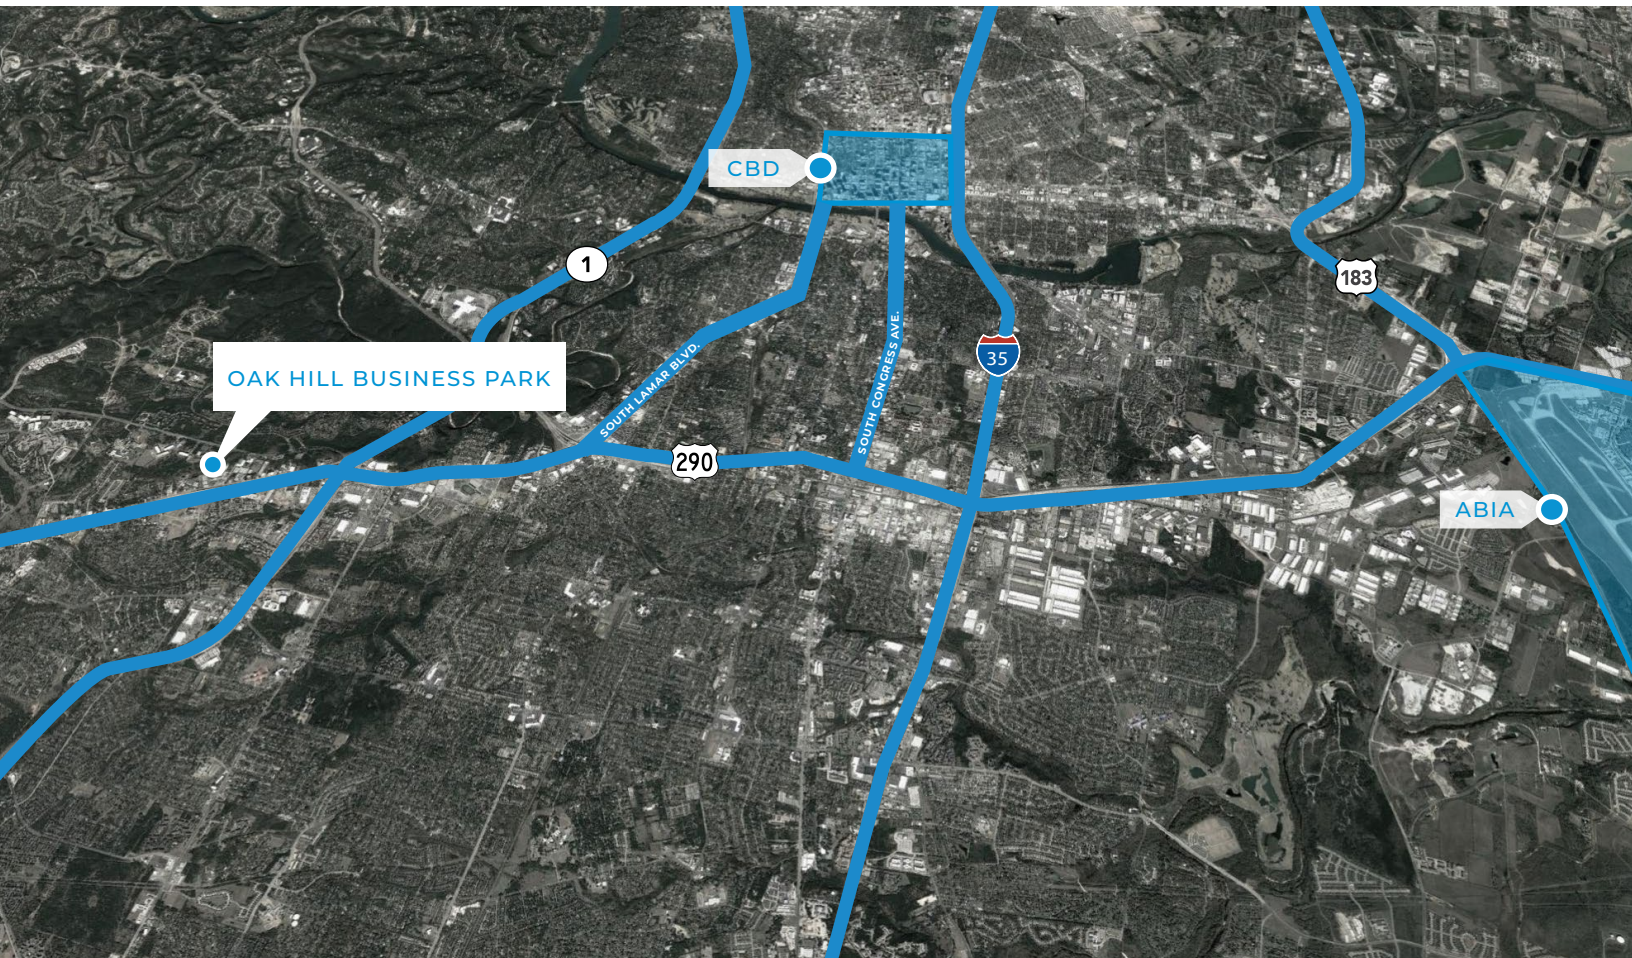 CBD
1
183
OAK HILL BUSINESS PARK
SOUTH LAMAR BLVD.
SOUTH CONGRESS AVE.
35
290
ABIA